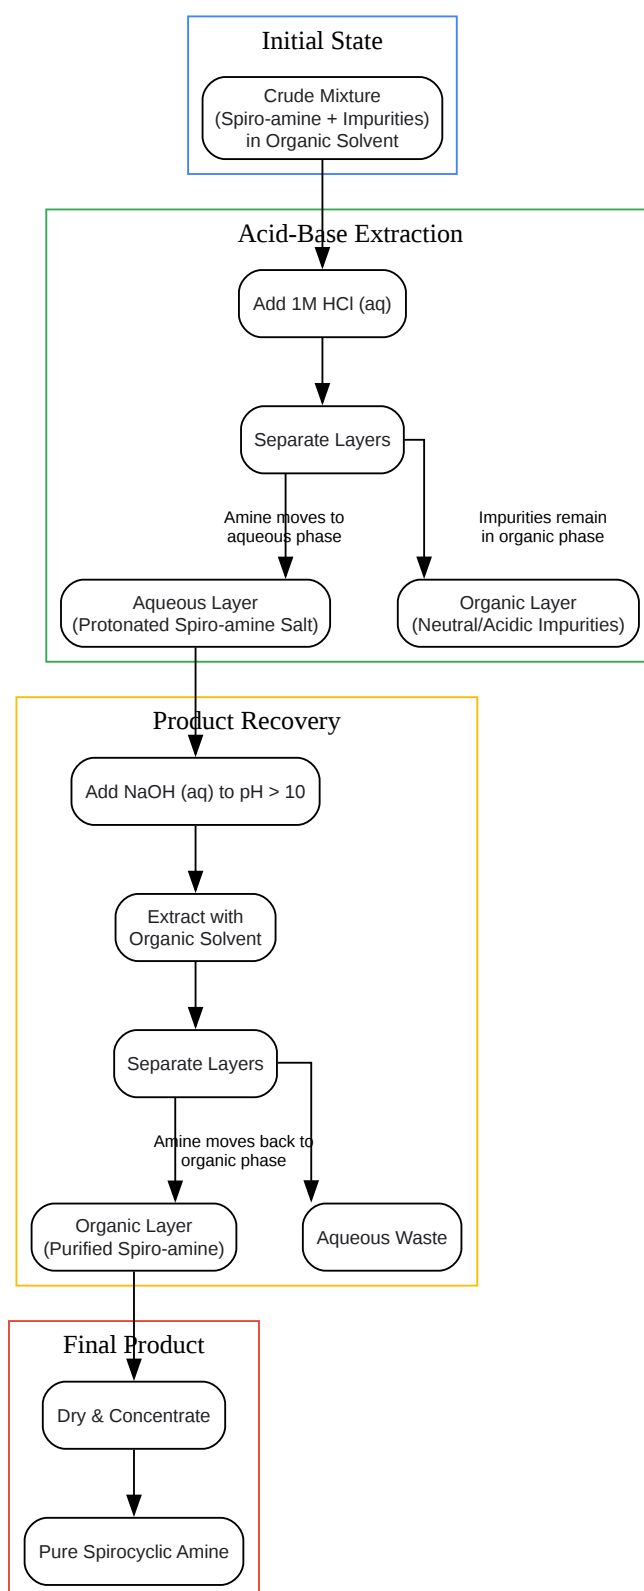 Initial State
Crude Mixture
(Spiro-amine + Impurities)
in Organic Solvent
Acid-Base Extraction
Add 1M HCl (aq)
Separate Layers
Amine moves to
aqueous phase
Impurities remain
in organic phase
Aqueous Layer
(Protonated Spiro-amine Salt)
Organic Layer
(Neutral/Acidic Impurities)
Product Recovery
Add NaOH (aq) to pH > 10
Extract with
Organic Solvent
Separate Layers
Amine moves back to
organic phase
Organic Layer
(Purified Spiro-amine)
Aqueous Waste
Final Product
Dry & Concentrate
Pure Spirocyclic Amine